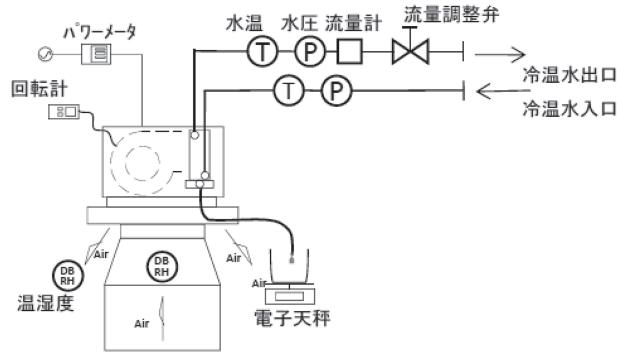 水温 水圧 流量計 流量調整弁
パワーメータ
T P
冷温水出口
回転計
T P
冷温水入口
Air Air
DB
RH
DB
RH
温湿度
Air
電子天秤
Air